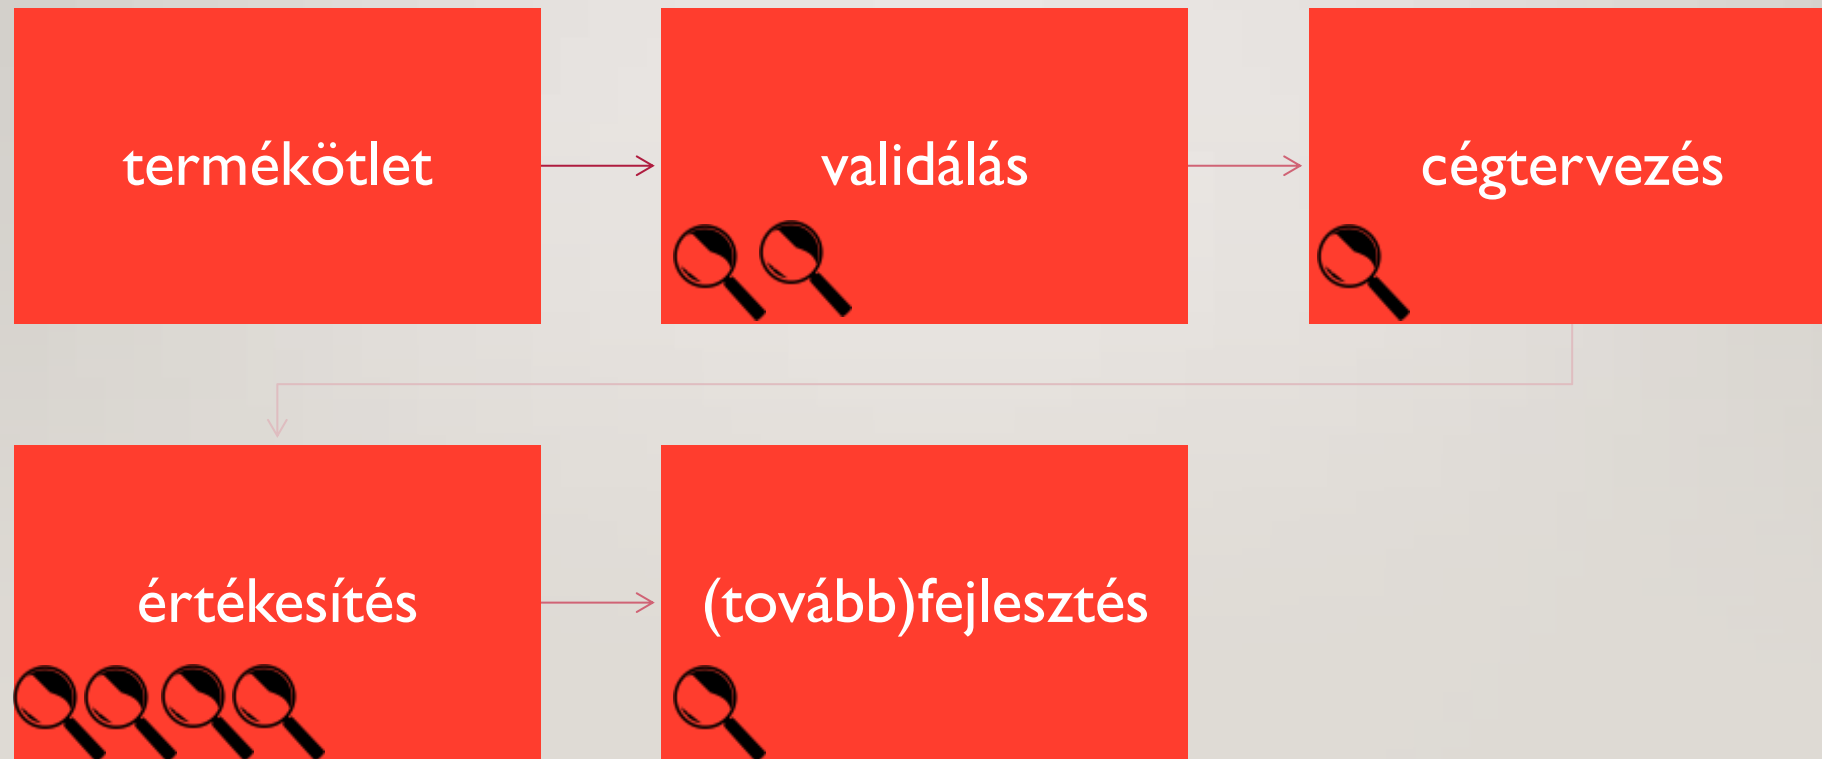 termékötlet
validálás
cégtervezés
értékesítés
(tovább)fejlesztés